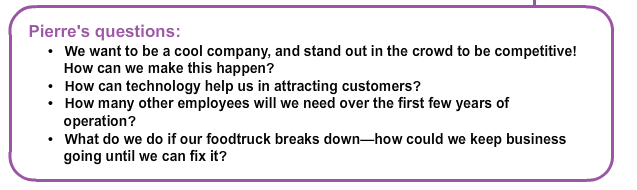 Pierre's questions:
• We want to be a cool company, and stand out in the crowd to be competitive!
How can we make this happen?
• How can technology help us in attracting customers?
• How many other employees will we need over the first few years of
operation?
• What do we do if our foodtruck breaks down—how could we keep business
going until we can fix it?